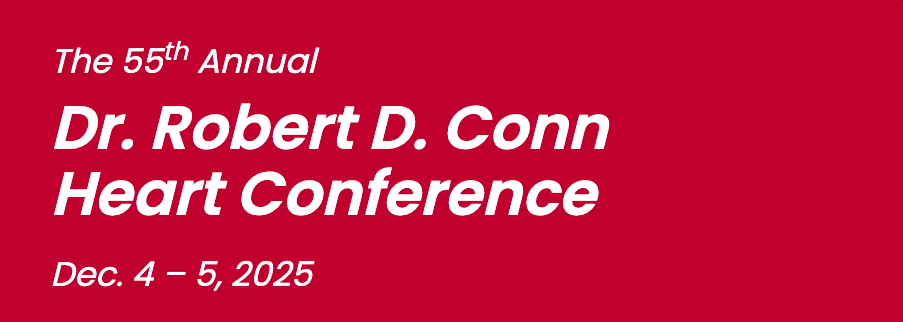 The 55th Annual
Dr. Robert D. Conn
Heart Conference
Dec. 4 – 5, 2025